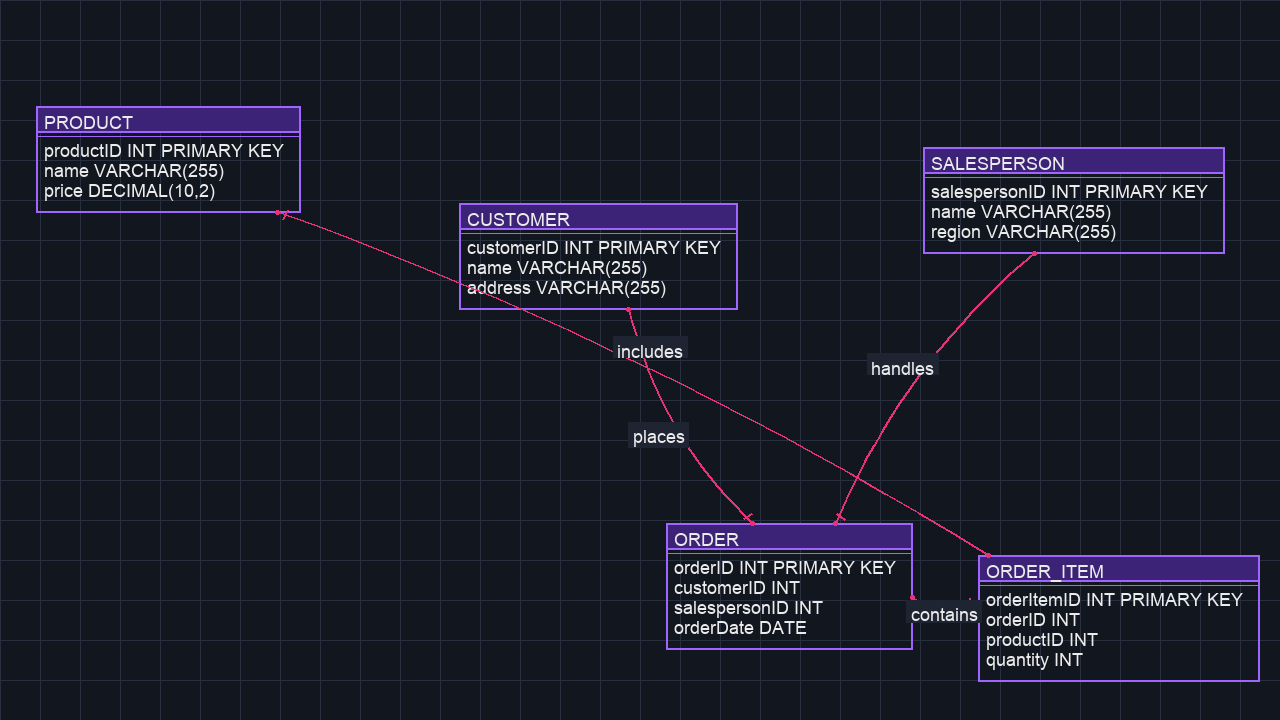 PRODUCT
productID INT PRIMARY KEY
name VARCHAR(255)
price DECIMAL(10,2)
CUSTOMER
customerID INT PRIMARY KEY
name VARCHAR(255)
address VARCHAR(255)
SALESPERSON
salespersonID INT PRIMARY KEY
name VARCHAR(255)
region VARCHAR(255)
includes
handles
places
ORDER
orderID INT PRIMARY KEY
customerID INT
salespersonID INT
orderDate DATE
contains
ORDER_ITEM
orderItemID INT PRIMARY KEY
orderID INT
productID INT
quantity INT